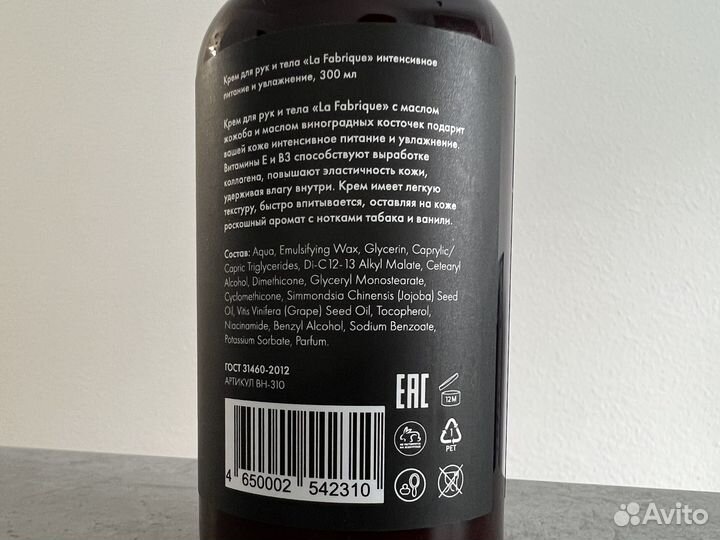 Крем для рук и тела «La Fabrique» интенсивное
питание и увлажнение, 300 мл
Крем для рук и тела «La Fabrique» с маслом
жожоба и маслом виноградных косточек подарит
вашей коже интенсивное питание и увлажнение.
Витамины Е и В3 способствуют выработке
коллагена, повышают эластичность кожи,
удерживая влагу внутри. Крем имеет легкую
текстуру, быстро впитывается, оставляя на коже
роскошный аромат с нотками табака и ванили.
Состав: Aqua, Emulsifying Wax, Glycerin, Caprylic/
Capric Triglycerides, Di-C12-13 Alkyl Malate, Cetearyl
Alcohol, Dimethicone, Glyceryl Monostearate,
Cyclomethicone, Simmondsia Chinensis (Jojoba) Seed
Oil, Vitis Vinifera (Grape) Seed Oil, Tocopherol,
Niacinamide, Benzyl Alcohol, Sodium Benzoate,
Potassium Sorbate, Parfum.
ГОСТ 31460-2012
АРТИКУЛ BH-310
EAC
12M
1
PET
4 650002 542310
Avito